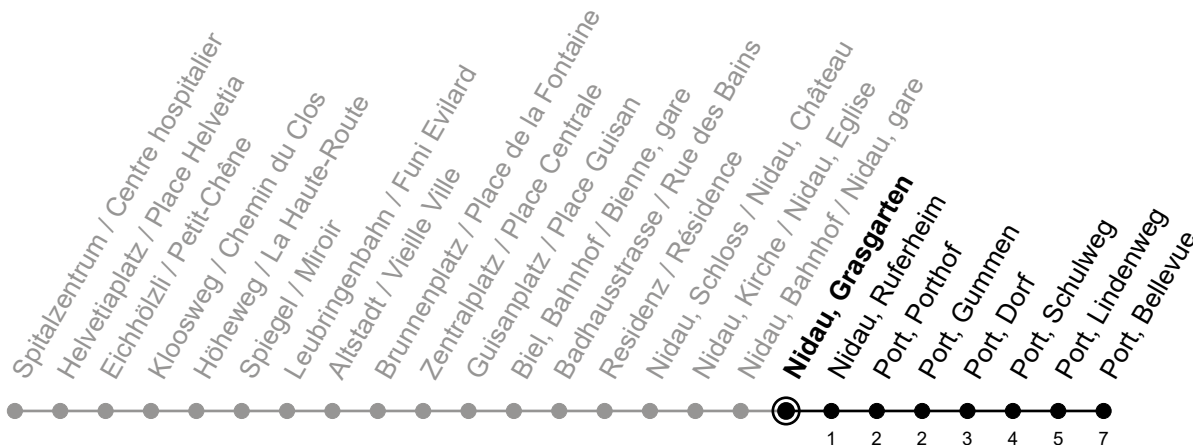 Spitalzentrum / Centre hospitalier
Helvetiaplatz / Place Helvetia
Eichhölzli / Petit-Chêne
Kloosweg / Chemin du Clos
Höheweg / La Haute-Route
Spiegel / Miroir
Leubringenbahn / Funi Evilard
Altstadt / Vieille Ville
Brunnenplatz / Place de la Fontaine
Zentralplatz / Place Centrale
Guisanplatz / Place Guisan
Biel, Bahnhof / Bienne, gare
Badhausstrasse / Rue des Bains
Residenz / Résidence
Nidau, Schloss / Nidau, Château
Nidau, Kirche / Nidau, Eglise
Nidau, Bahnhof / Nidau, gare
Nidau, Grasgarten
Nidau, Ruferheim
Port, Porthof
Port, Gummen
Port, Dorf
Port, Schulweg
Port, Lindenweg
Port, Bellevue
1 2 2 3 4 5 7